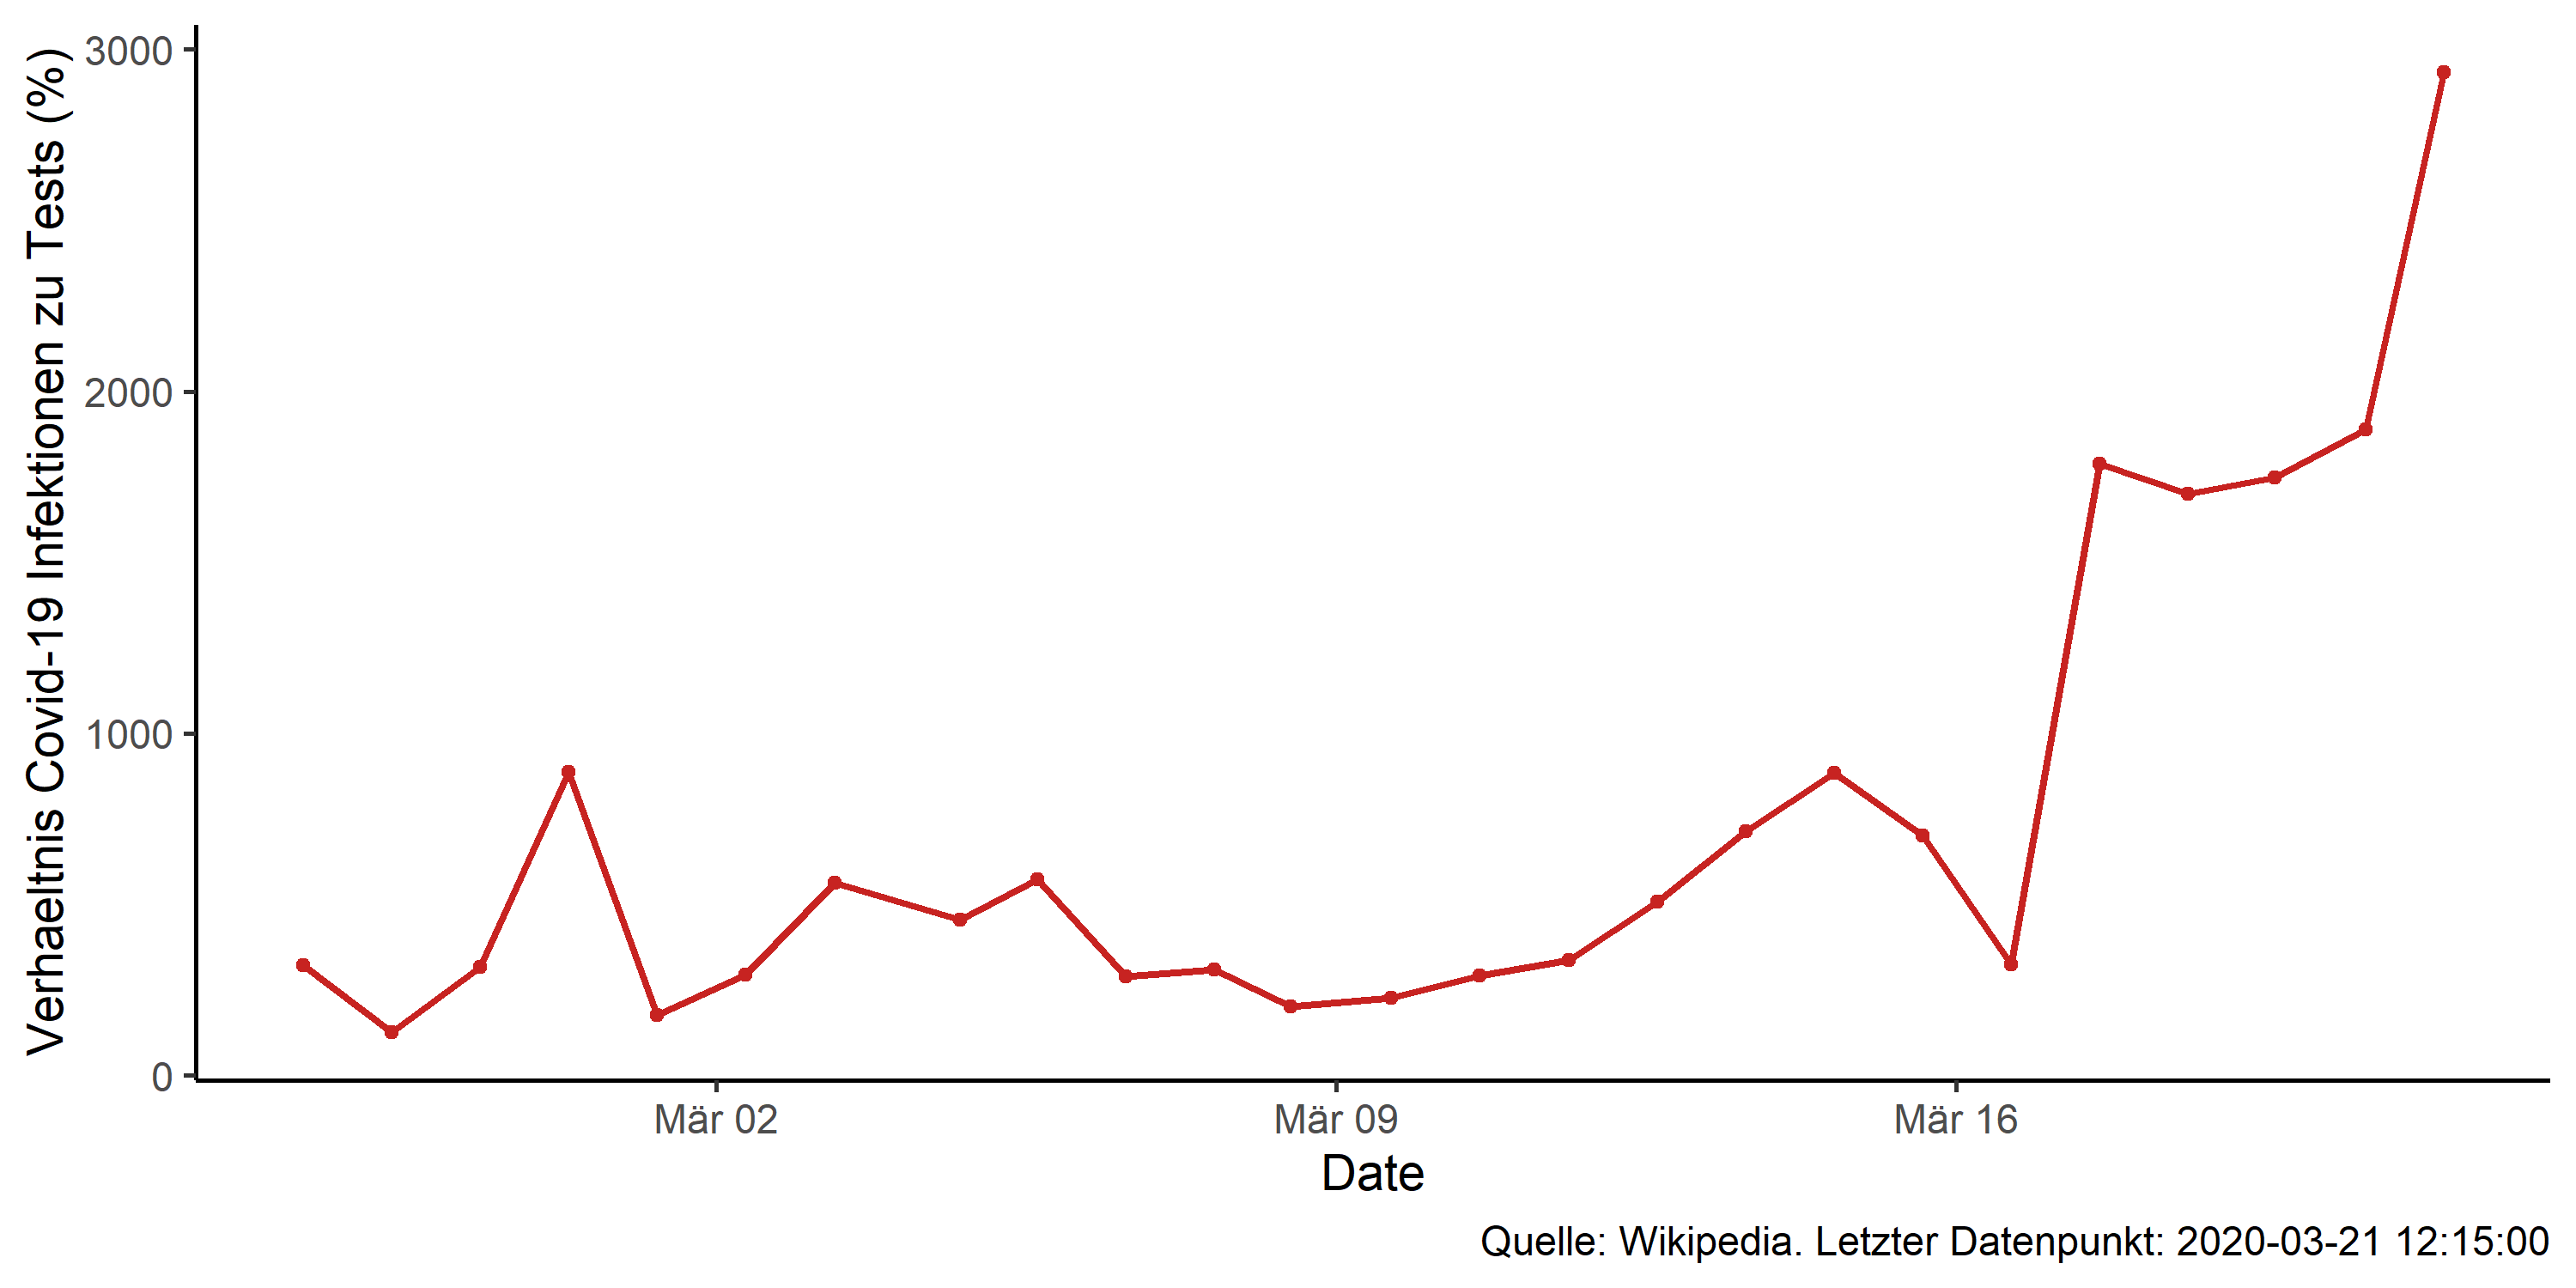 Verhaeltnis Covid-19 Infektionen zu Tests (%)
3000
2000
1000
0
Mär 02
Mär 09
Mär 16
Date
Quelle: Wikipedia. Letzter Datenpunkt: 2020-03-21 12:15:00